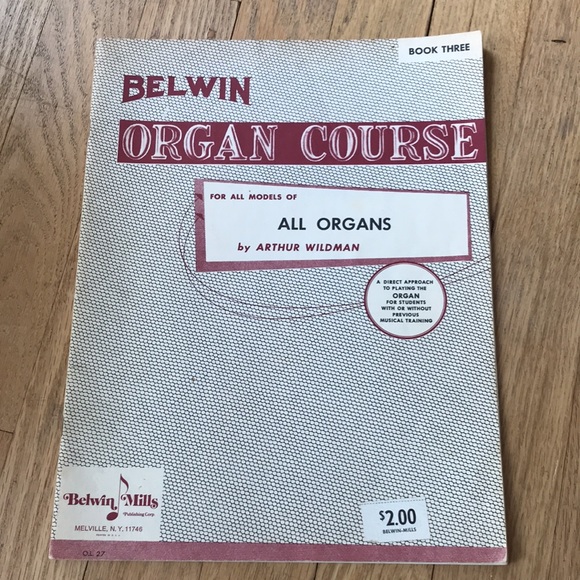 BOOK THREE
BELWIN
ORGAN COURSE
FOR ALL MODELS OF
ALL ORGANS
by ARTHUR WILDMAN
A DIRECT APPROACH
TO PLAYING THE
ORGAN
FOR STUDENTS
WITH OR WITHOUT
PREVIOUS
MUSICAL TRAINING
Belwin Mills
Publishing Corp.
MELVILLE, N. Y. 11746
$2.00
BELWIN-MILLS
O.L. 27